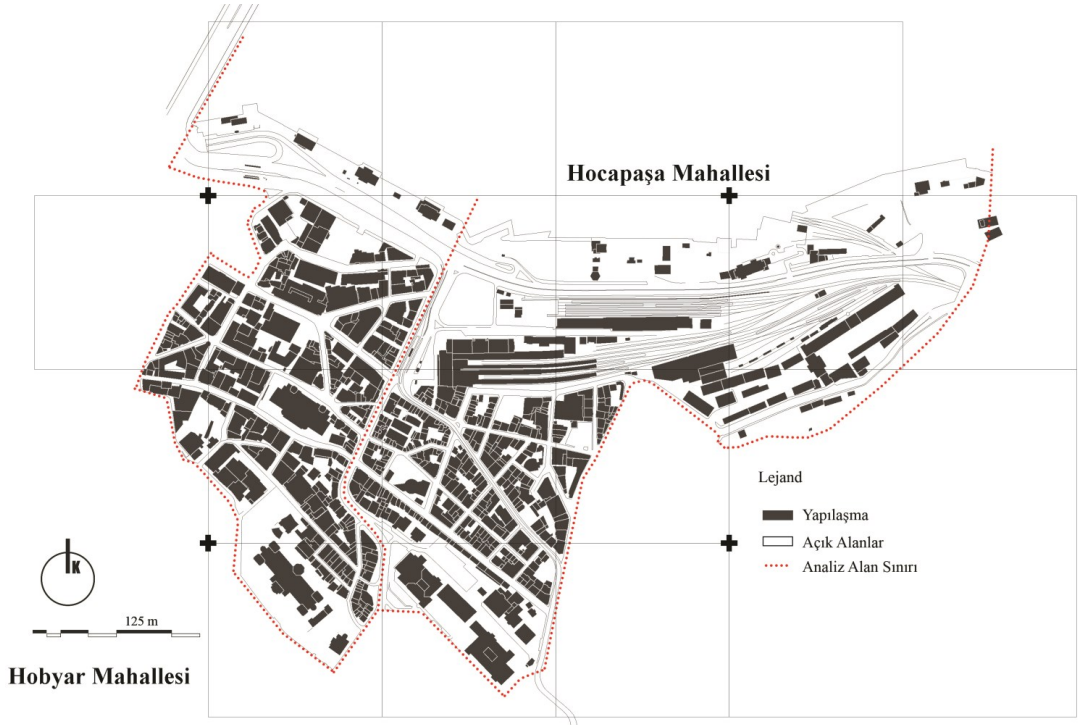 Hocapaşa Mahallesi
Lejand
Yapılaşma
Açık Alanlar
Analiz Alan Sınırı
K
125 m
Hobyar Mahallesi